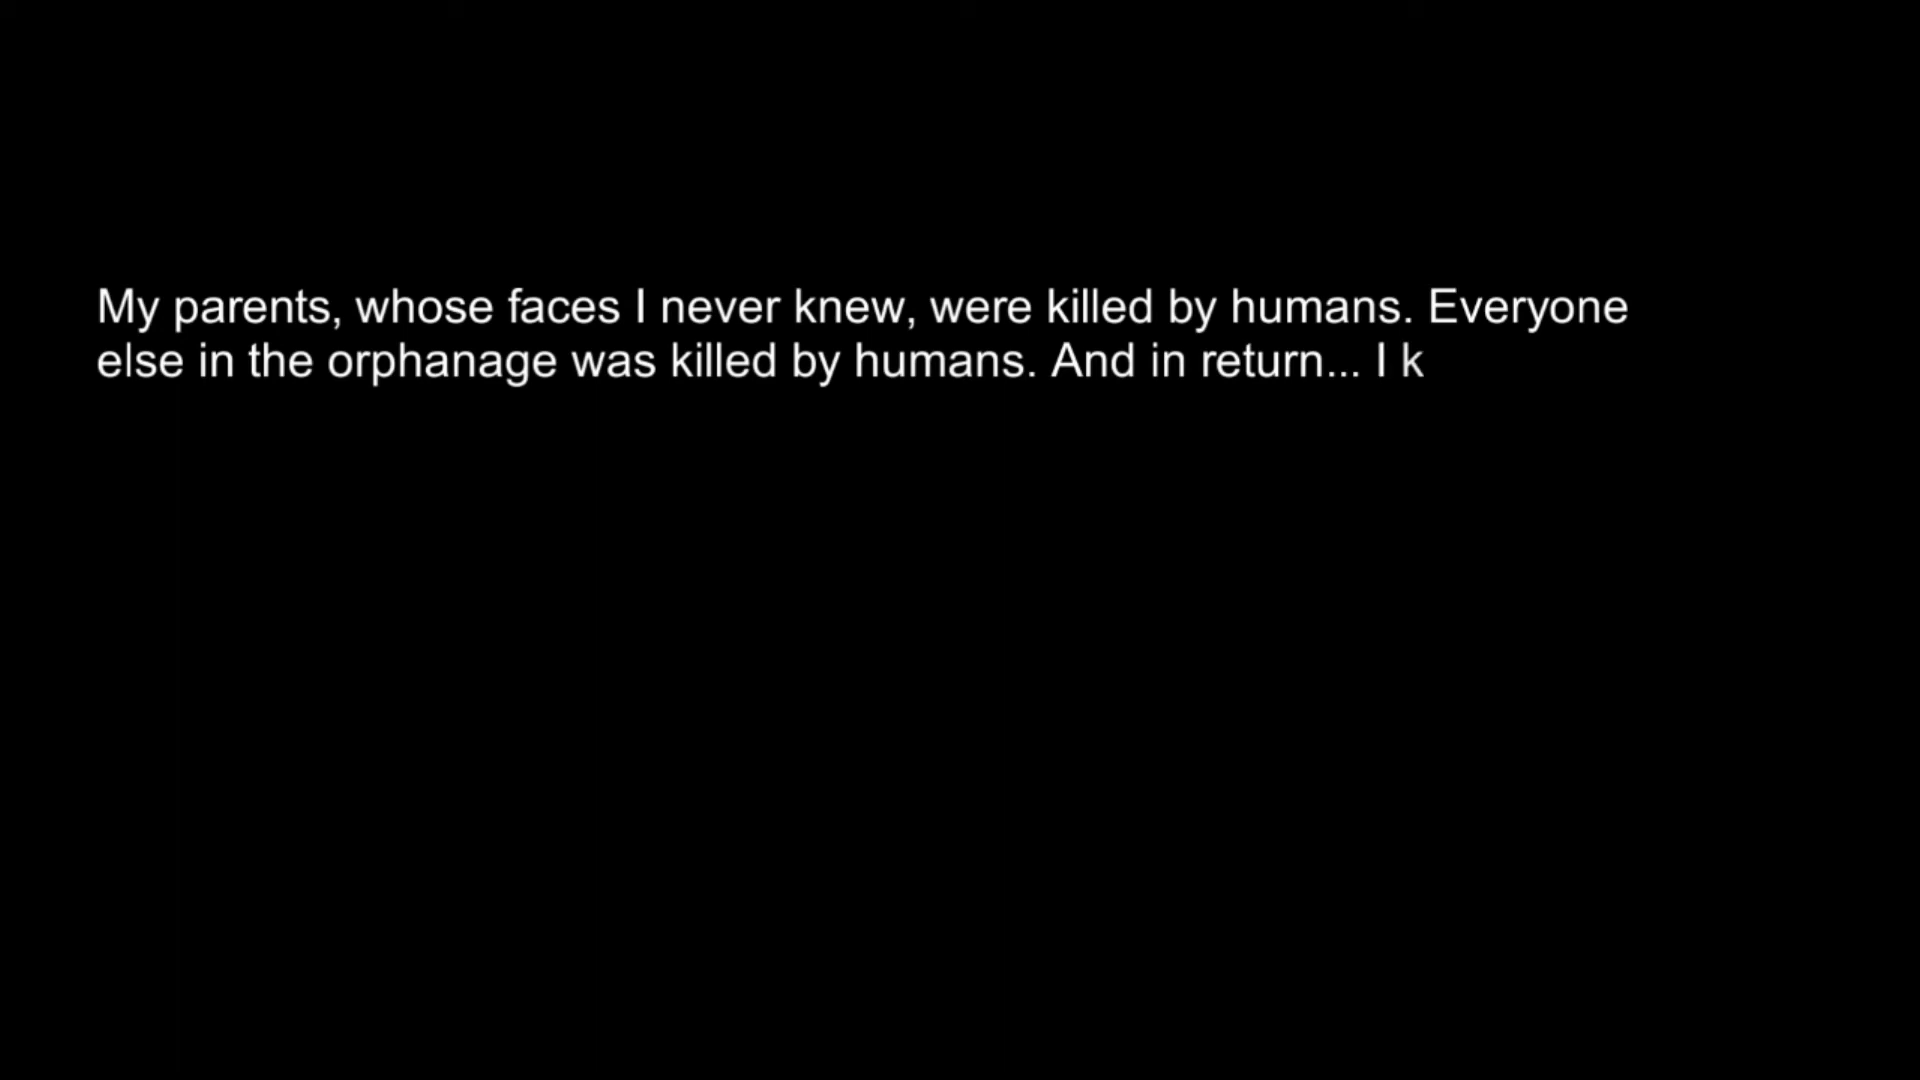 My parents, whose faces I never knew, were killed by humans. Everyone
else in the orphanage was killed by humans. And in return... I k